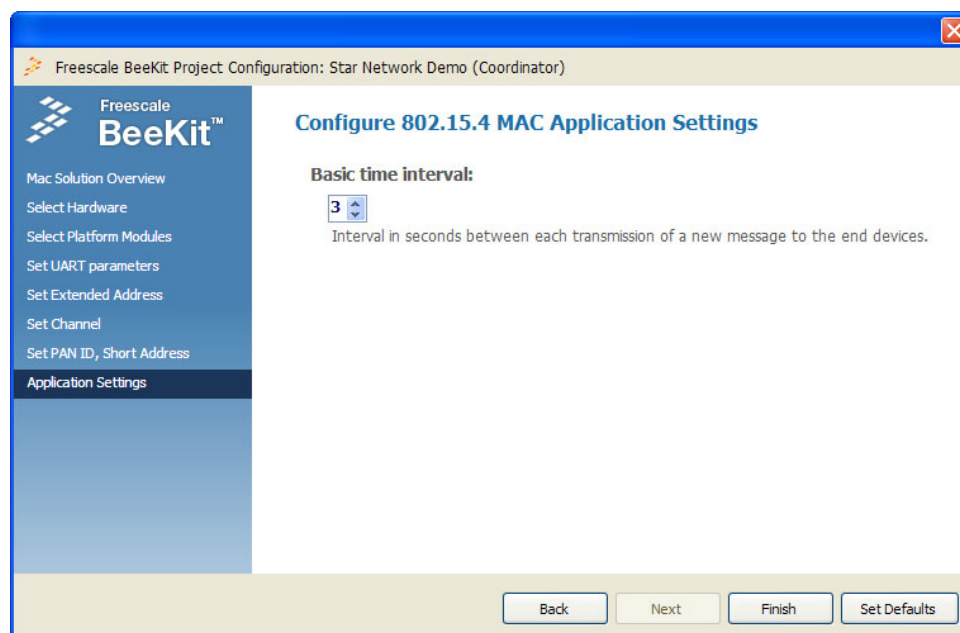 Freescale BeeKit Project Configuration: Star Network Demo (Coordinator)
Freescale
BeeKit™
Mac Solution Overview
Select Hardware
Select Platform Modules
Set UART parameters
Set Extended Address
Set Channel
Set PAN ID, Short Address
Application Settings
Configure 802.15.4 MAC Application Settings
Basic time interval:
3
Interval in seconds between each transmission of a new message to the end devices.
Back
Next
Finish
Set Defaults